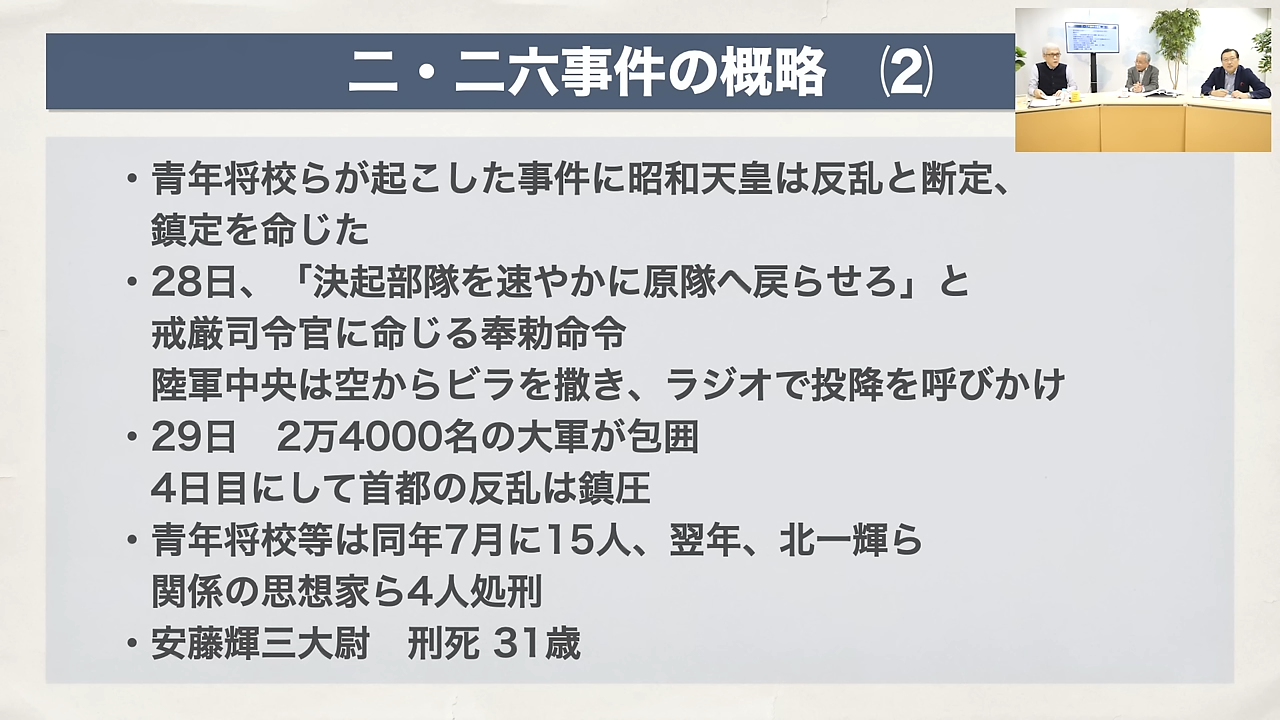 二・二六事件の概略　⑵
・青年将校らが起こした事件に昭和天皇は反乱と断定、
鎮定を命じた
・28日、「決起部隊を速やかに原隊へ戻らせろ」と
戒厳司令官に命じる奉勅命令
陸軍中央は空からビラを撒き、ラジオで投降を呼びかけ
・29日　2万4000名の大軍が包囲
4日目にして首都の反乱は鎮圧
・青年将校等は同年7月に15人、翌年、北一輝ら
関係の思想家ら4人処刑
・安藤輝三大尉　刑死 31歳